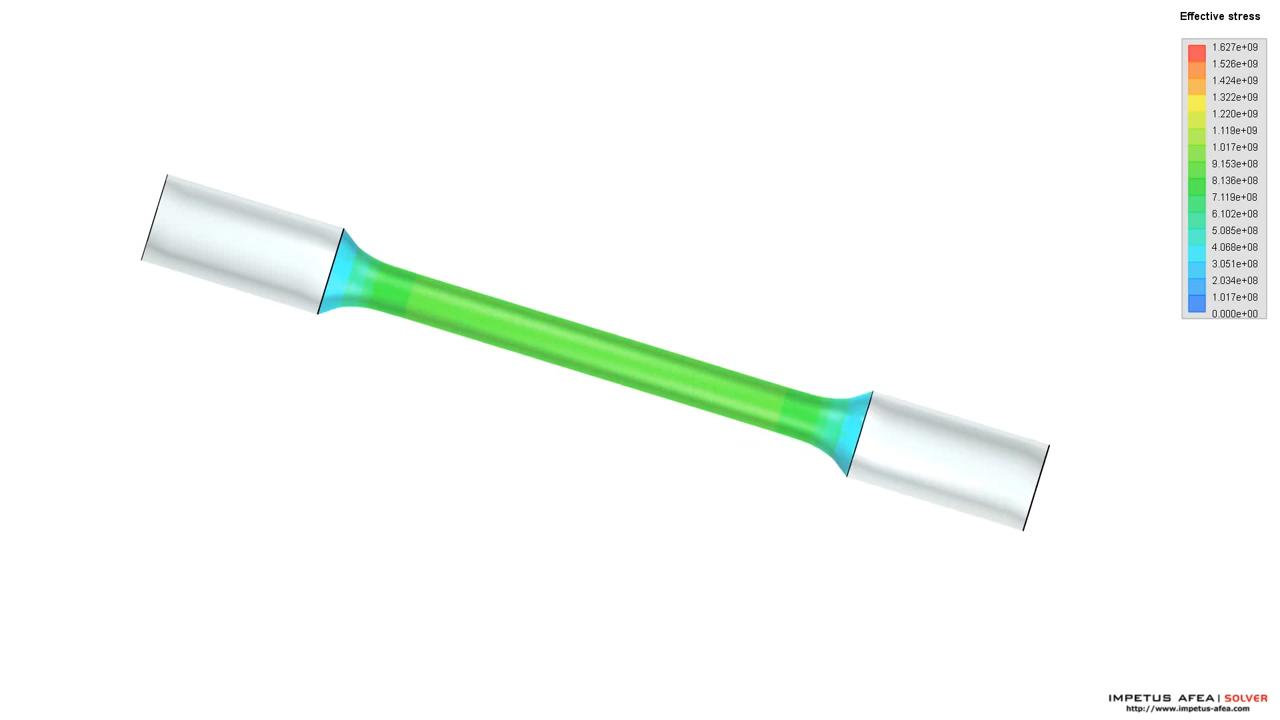 Effective stress
1.627e+09
1.526e+09
1.424e+09
1.322e+09
1.220e+09
1.119e+09
1.017e+09
9.153e+08
8.136e+08
7.119e+08
6.102e+08
5.085e+08
4.068e+08
3.051e+08
2.034e+08
1.017e+08
0.000e+00
IMPETUS AFEA | SOLVER
http://www.impetus-afea.com